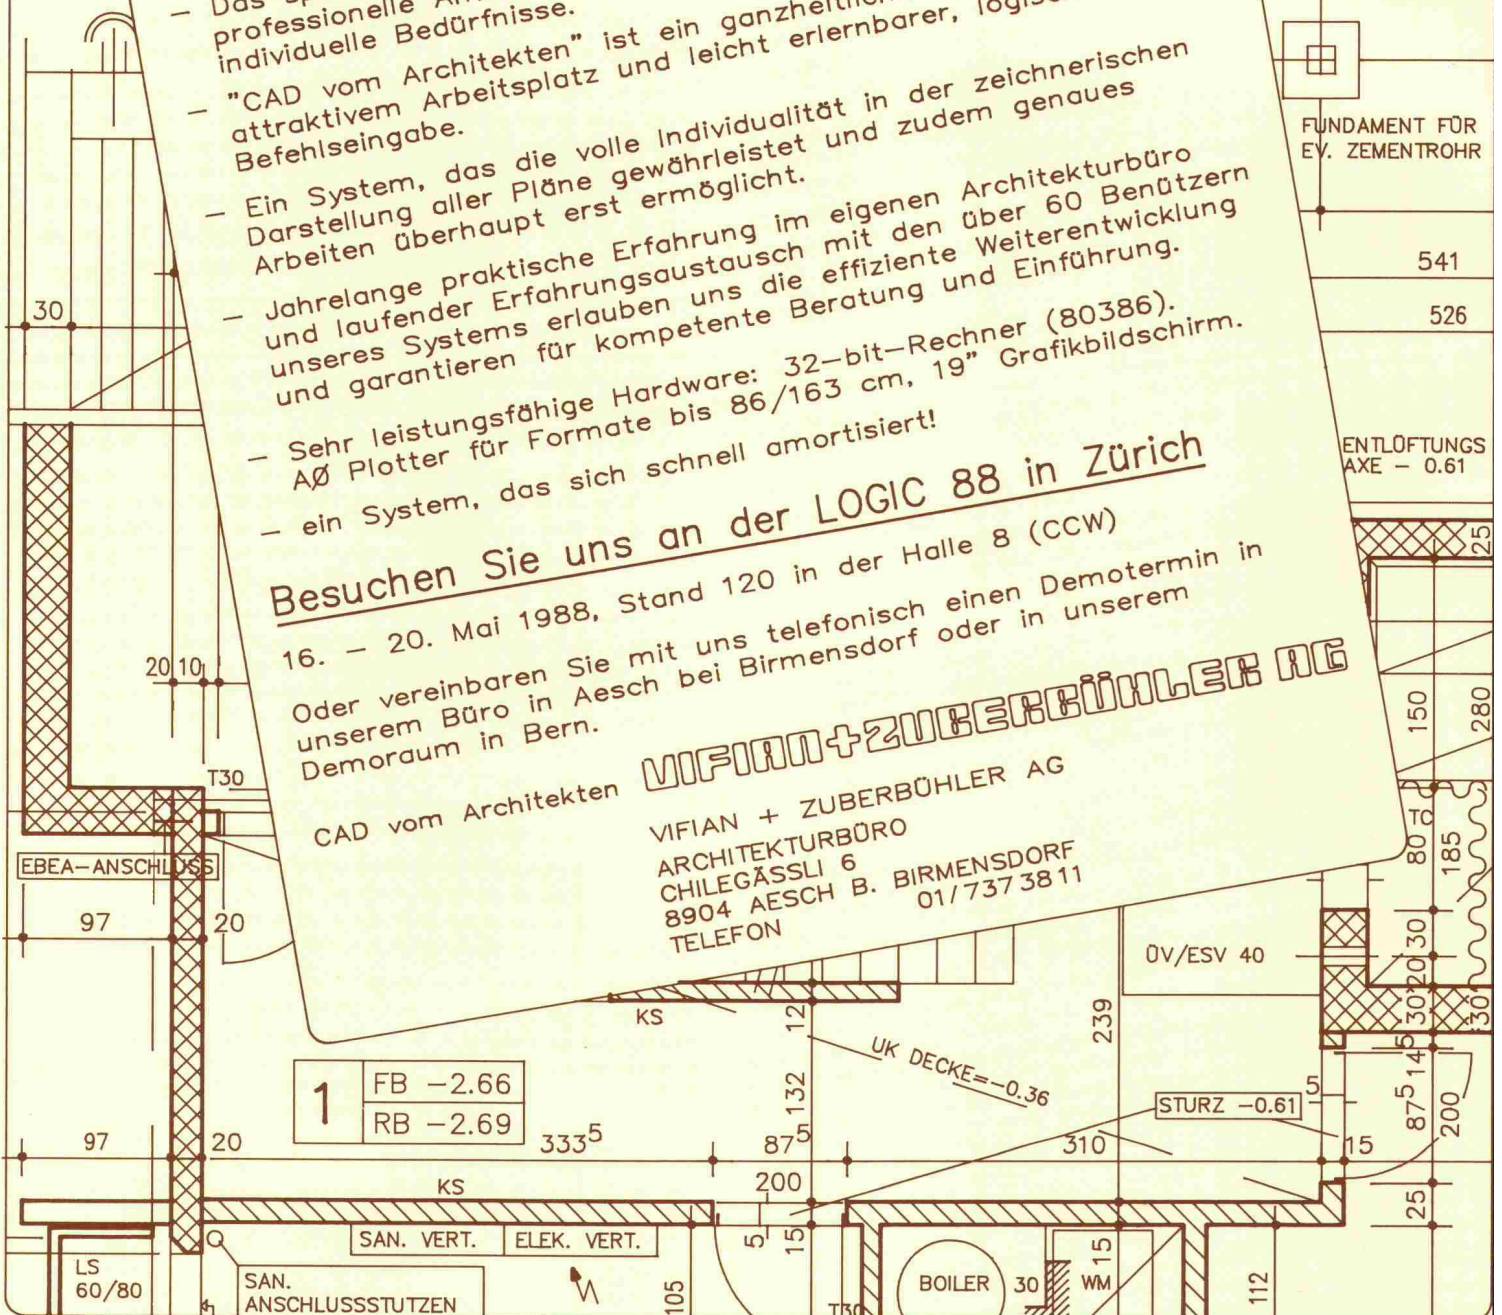 — Das
professionelle
individuelle Bedürfnisse.
— "CAD vom Architekten" ist ein
attraktivem Arbeitsplatz und leicht erlernbarer,
Befehlseingabe.
— Ein System, das die volle Individualität in der zeichnerischen
Darstellung aller Pläne gewährleistet und zudem genaues
Arbeiten überhaupt erst ermöglicht.
— Jahrelange praktische Erfahrung im eigenen Architekturbüro
und laufender Erfahrungsaustausch mit den über 60 Benützern
unseres Systems erlauben uns die effiziente Weiterentwicklung
und garantieren für kompetente Beratung und Einführung.
— Sehr leistungsfähige Hardware: 32—bit—Rechner (80386).
AØ Plotter für Formate bis 86/163 cm, 19" Grafikbildschirm.
— ein System, das sich schnell amortisiert!
Besuchen Sie uns an der LOGIC 88 in Zürich
16. — 20. Mai 1988, Stand 120 in der Halle 8 (CCW)
Oder vereinbaren Sie mit uns telefonisch einen Demotermin in
unserem Büro in Aesch bei Birmensdorf oder in unserem
Demoraum in Bern.
CAD vom Architekten VIFIAN+ZUBERBÜHLER AG
VIFIAN + ZUBERBÜHLER AG
ARCHITEKTURBÜRO
CHILEGÄSSLI 6
8904 AESCH B. BIRMENSDORF
TELEFON 01/737 38 11
FUNDAMENT FÜR
EV. ZEMENTROHR
541
526
30
ENTLÜFTUNGS
AXE — 0.61
25
20 10
150
280
T30
TC
80
185
EBEA—ANSCHLUSS
97
20
ÜV/ESV 40
30
20
30
30
KS
12
239
UK DECKE=—0.36
1
FB —2.66
RB —2.69
132
STURZ —0.61
5
14⁵
87⁵
200
97
20
333⁵
87⁵
310
15
KS
200
25
SAN. VERT.
ELEK. VERT.
5
15
15
LS
60/80
SAN.
ANSCHLUSSSTUTZEN
105
T30
BOILER
30
WM
112